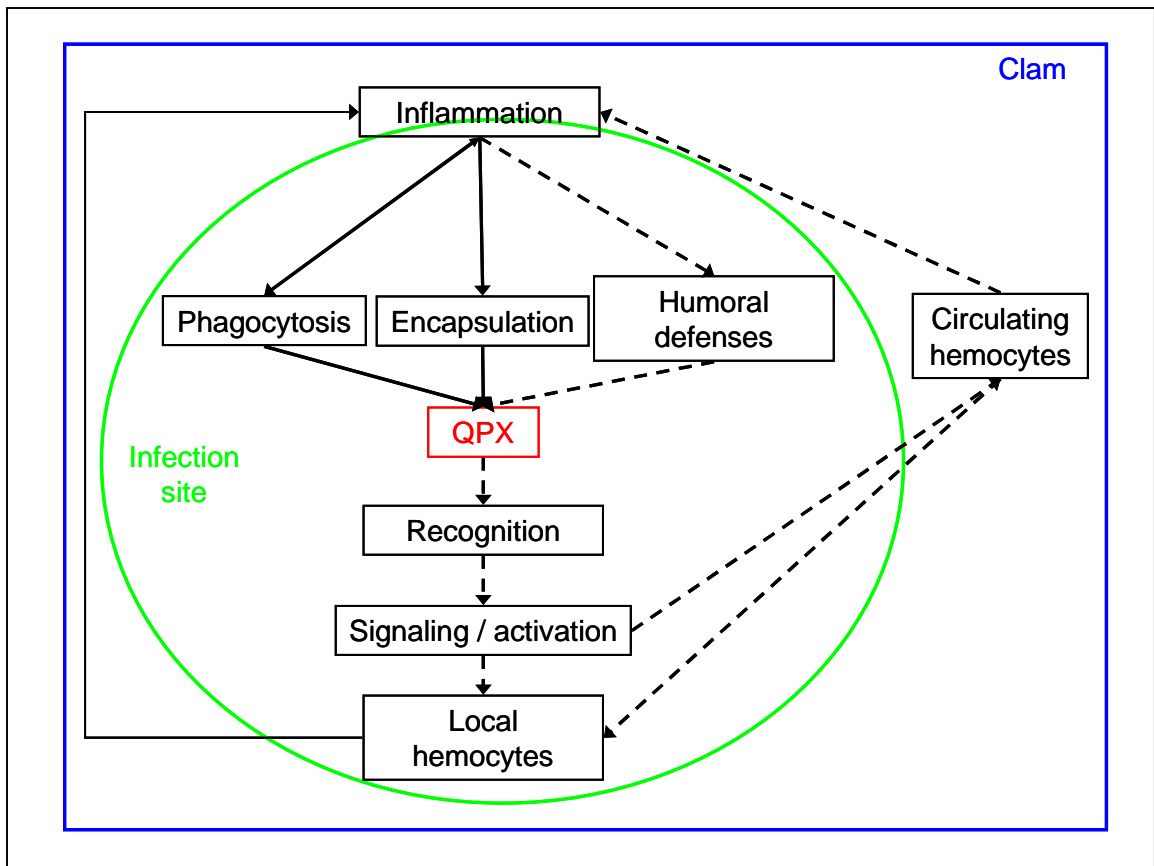 Clam
Inflammation
Phagocytosis
Encapsulation
Humoral
defenses
Circulating
hemocytes
QPX
Infection
site
Recognition
Signaling / activation
Local
hemocytes